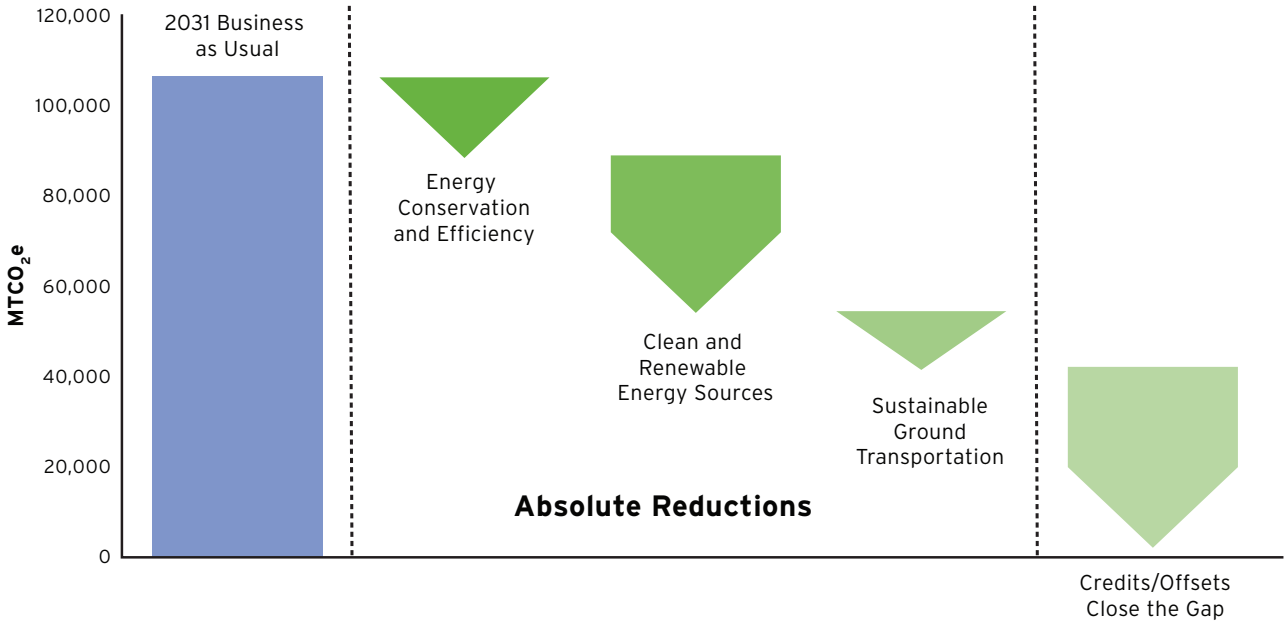 120,000
100,000
80,000
60,000
40,000
20,000
0
MTCO₂e
2031 Business
as Usual
Energy
Conservation
and Efficiency
Clean and
Renewable
Energy Sources
Sustainable
Ground
Transportation
Absolute Reductions
Credits/Offsets
Close the Gap